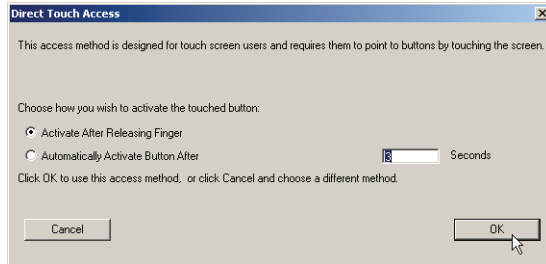 Direct Touch Access
This access method is designed for touch screen users and requires them to point to buttons by touching the screen.
Choose how you wish to activate the touched button:
Activate After Releasing Finger
Automatically Activate Button After 3 Seconds
Click OK to use this access method, or click Cancel and choose a different method.
Cancel OK